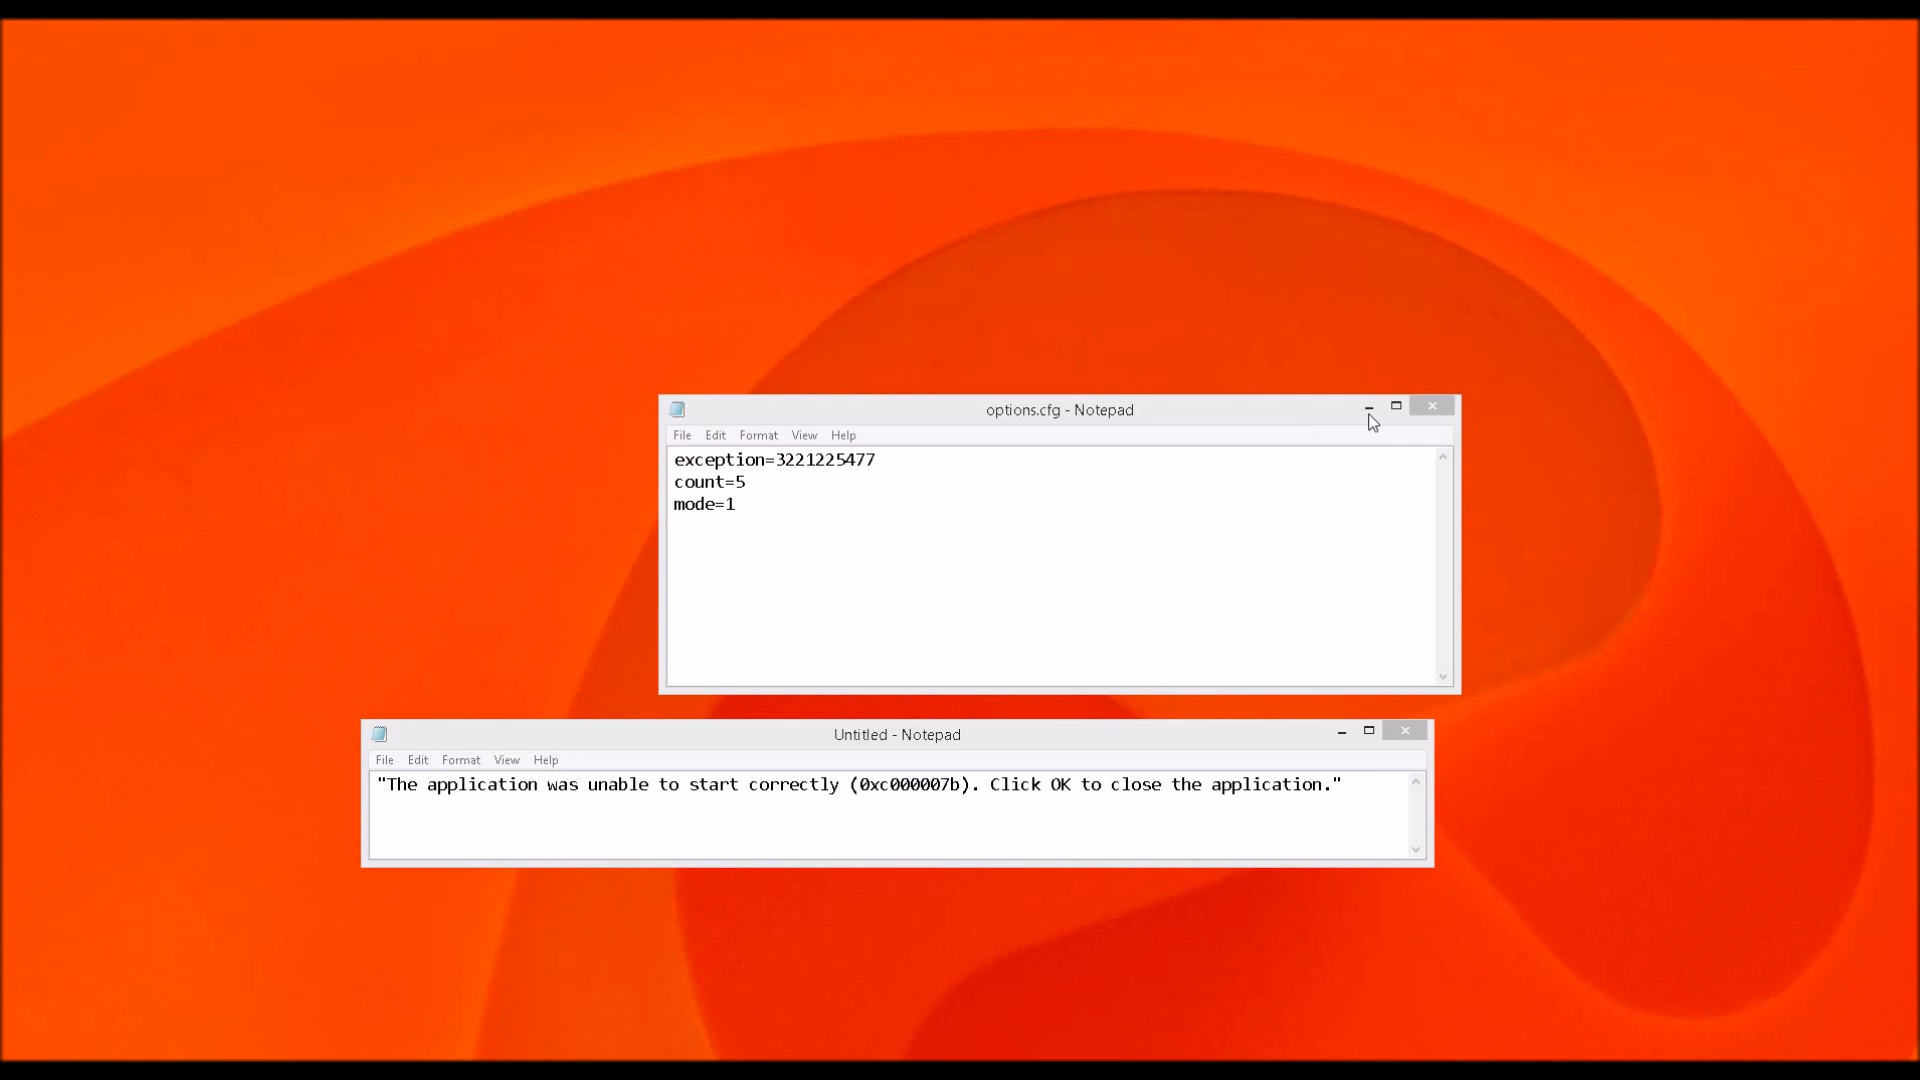 options.cfg - Notepad
File Edit Format View Help
exception=3221225477
count=5
mode=1
Untitled - Notepad
File Edit Format View Help
"The application was unable to start correctly (0xc000007b). Click OK to close the application."